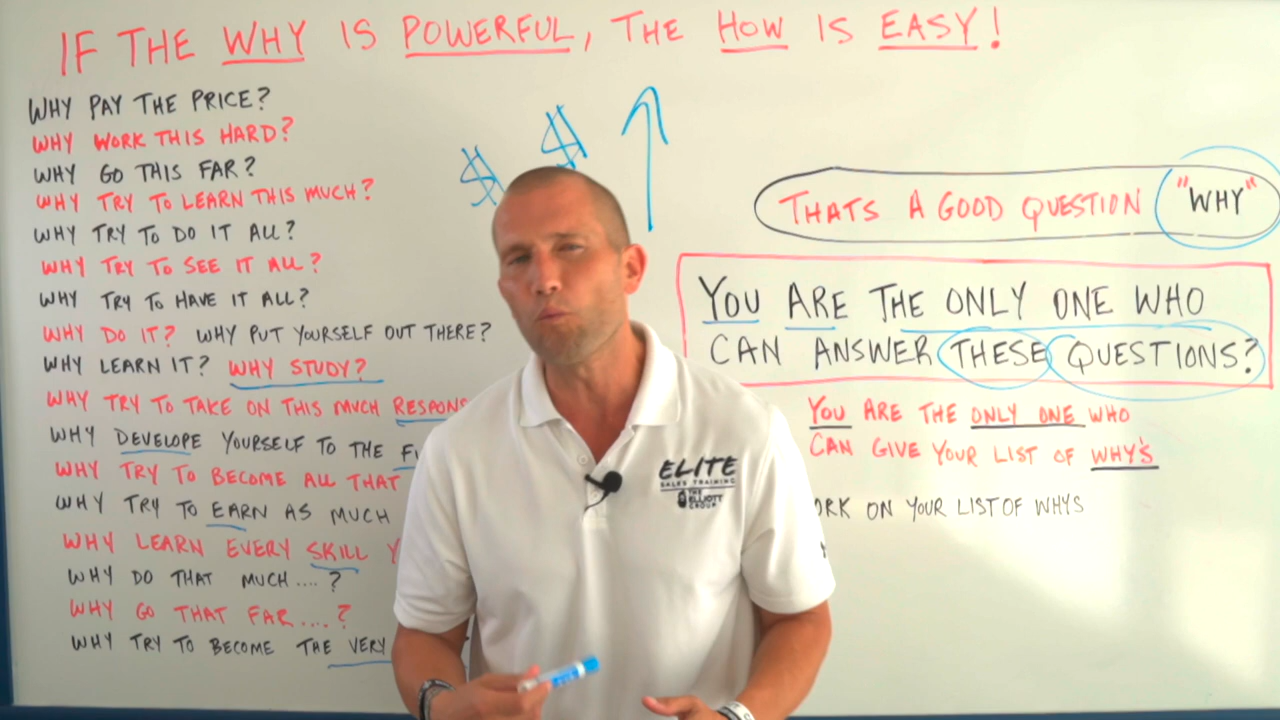 IF THE WHY IS POWERFUL, THE HOW IS EASY!
WHY PAY THE PRICE?
WHY WORK THIS HARD?
WHY GO THIS FAR?
WHY TRY TO LEARN THIS MUCH?
WHY TRY TO DO IT ALL?
WHY TRY TO SEE IT ALL?
WHY TRY TO HAVE IT ALL?
WHY DO IT? WHY PUT YOURSELF OUT THERE?
WHY LEARN IT? WHY STUDY?
WHY TRY TO TAKE ON THIS MUCH RESPONS
WHY DEVELOPE YOURSELF TO THE
WHY TRY TO BECOME ALL THAT
WHY TRY TO EARN AS MUCH
WHY LEARN EVERY SKILL
WHY DO THAT MUCH....?
WHY GO THAT FAR....?
WHY TRY TO BECOME THE VERY
$ $
THATS A GOOD QUESTION "WHY"
YOU ARE THE ONLY ONE WHO
CAN ANSWER THESE QUESTIONS?
YOU ARE THE ONLY ONE WHO
CAN GIVE YOUR LIST OF WHY'S
ORK ON YOUR LIST OF WHYS
ELITE
SALES TRAINING
THE
ELLIOTT
GROUP